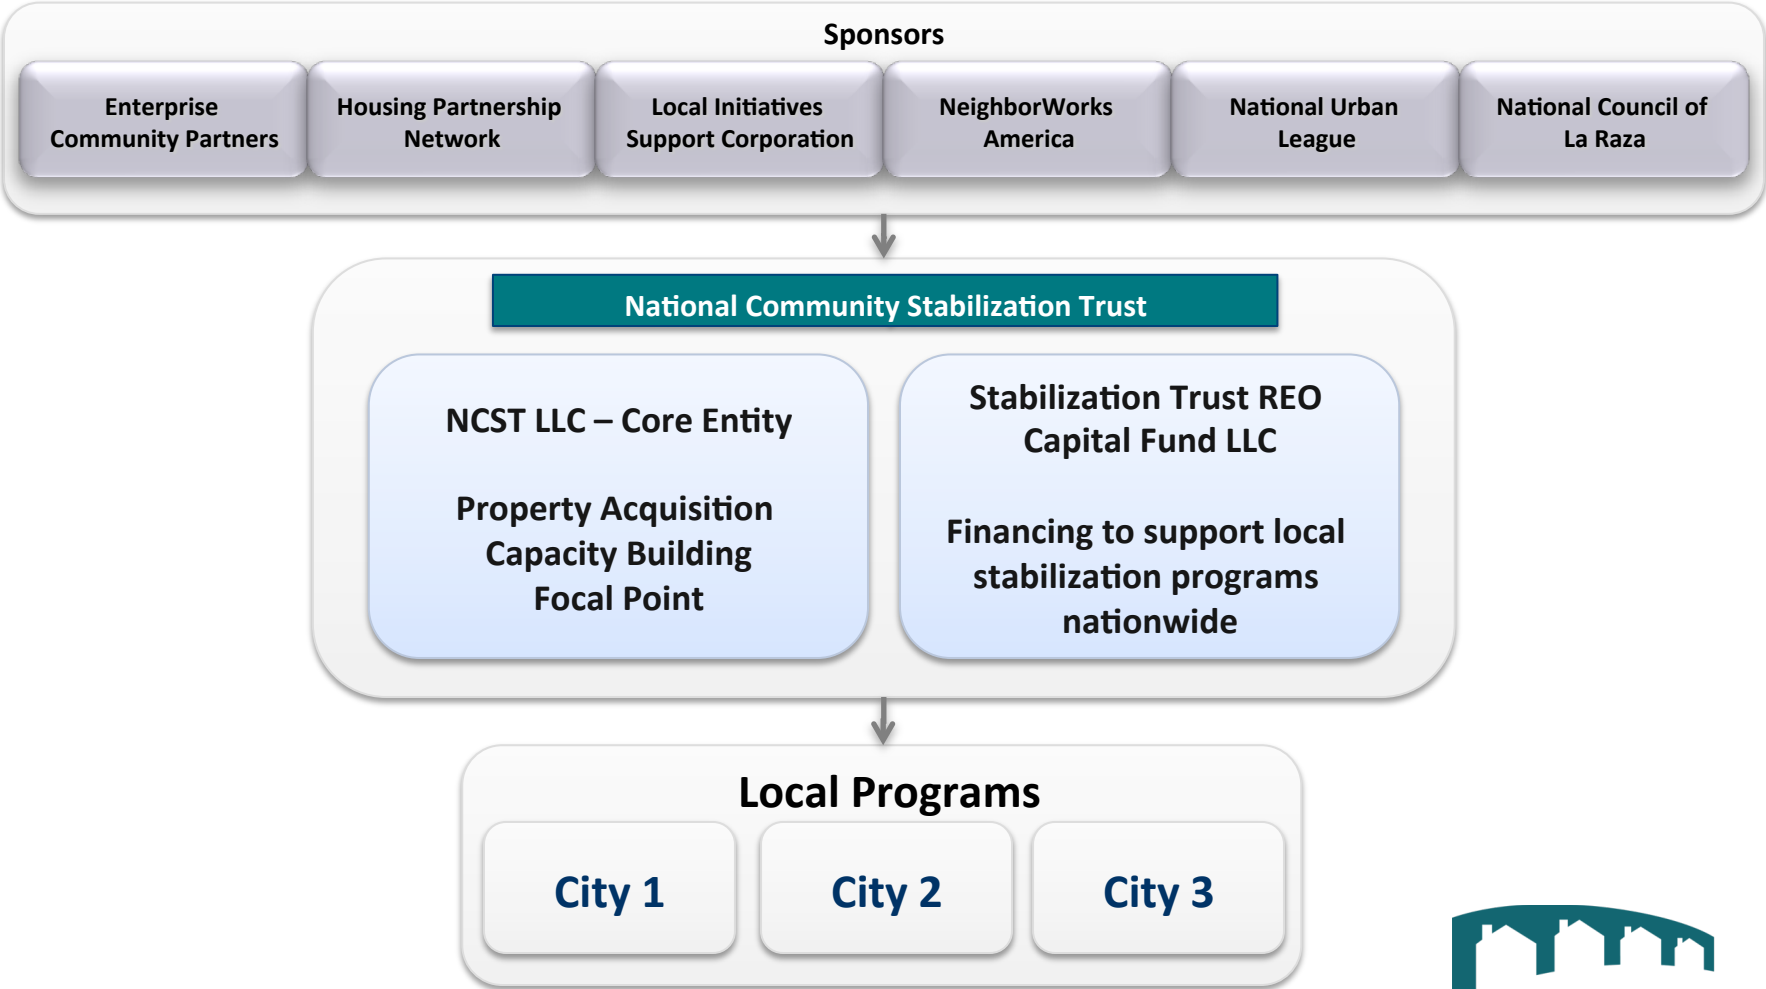 Sponsors
Enterprise
Community Partners
Housing Partnership
Network
Local Initiatives
Support Corporation
NeighborWorks
America
National Urban
League
National Council of
La Raza
National Community Stabilization Trust
NCST LLC – Core Entity
Property Acquisition
Capacity Building
Focal Point
Stabilization Trust REO
Capital Fund LLC
Financing to support local
stabilization programs
nationwide
Local Programs
City 1
City 2
City 3